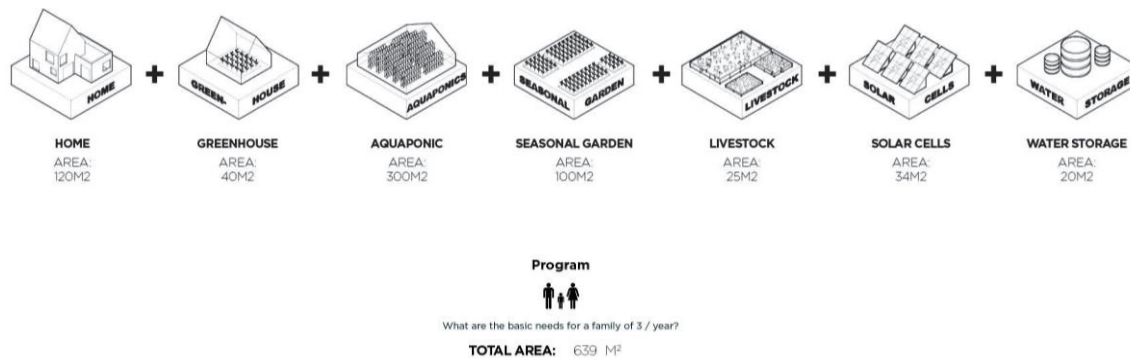 HOME
GREEN-
HOUSE
AQUAPONICS
SEASONAL GARDEN
LIVESTOCK
SOLAR CELLS
WATER STORAGE
+ + + + + +
HOME
AREA:
120M2
GREENHOUSE
AREA:
40M2
AQUAPONIC
AREA:
300M2
SEASONAL GARDEN
AREA:
100M2
LIVESTOCK
AREA:
25M2
SOLAR CELLS
AREA:
34M2
WATER STORAGE
AREA:
20M2
Program
What are the basic needs for a family of 3 / year?
TOTAL AREA: 639 M²